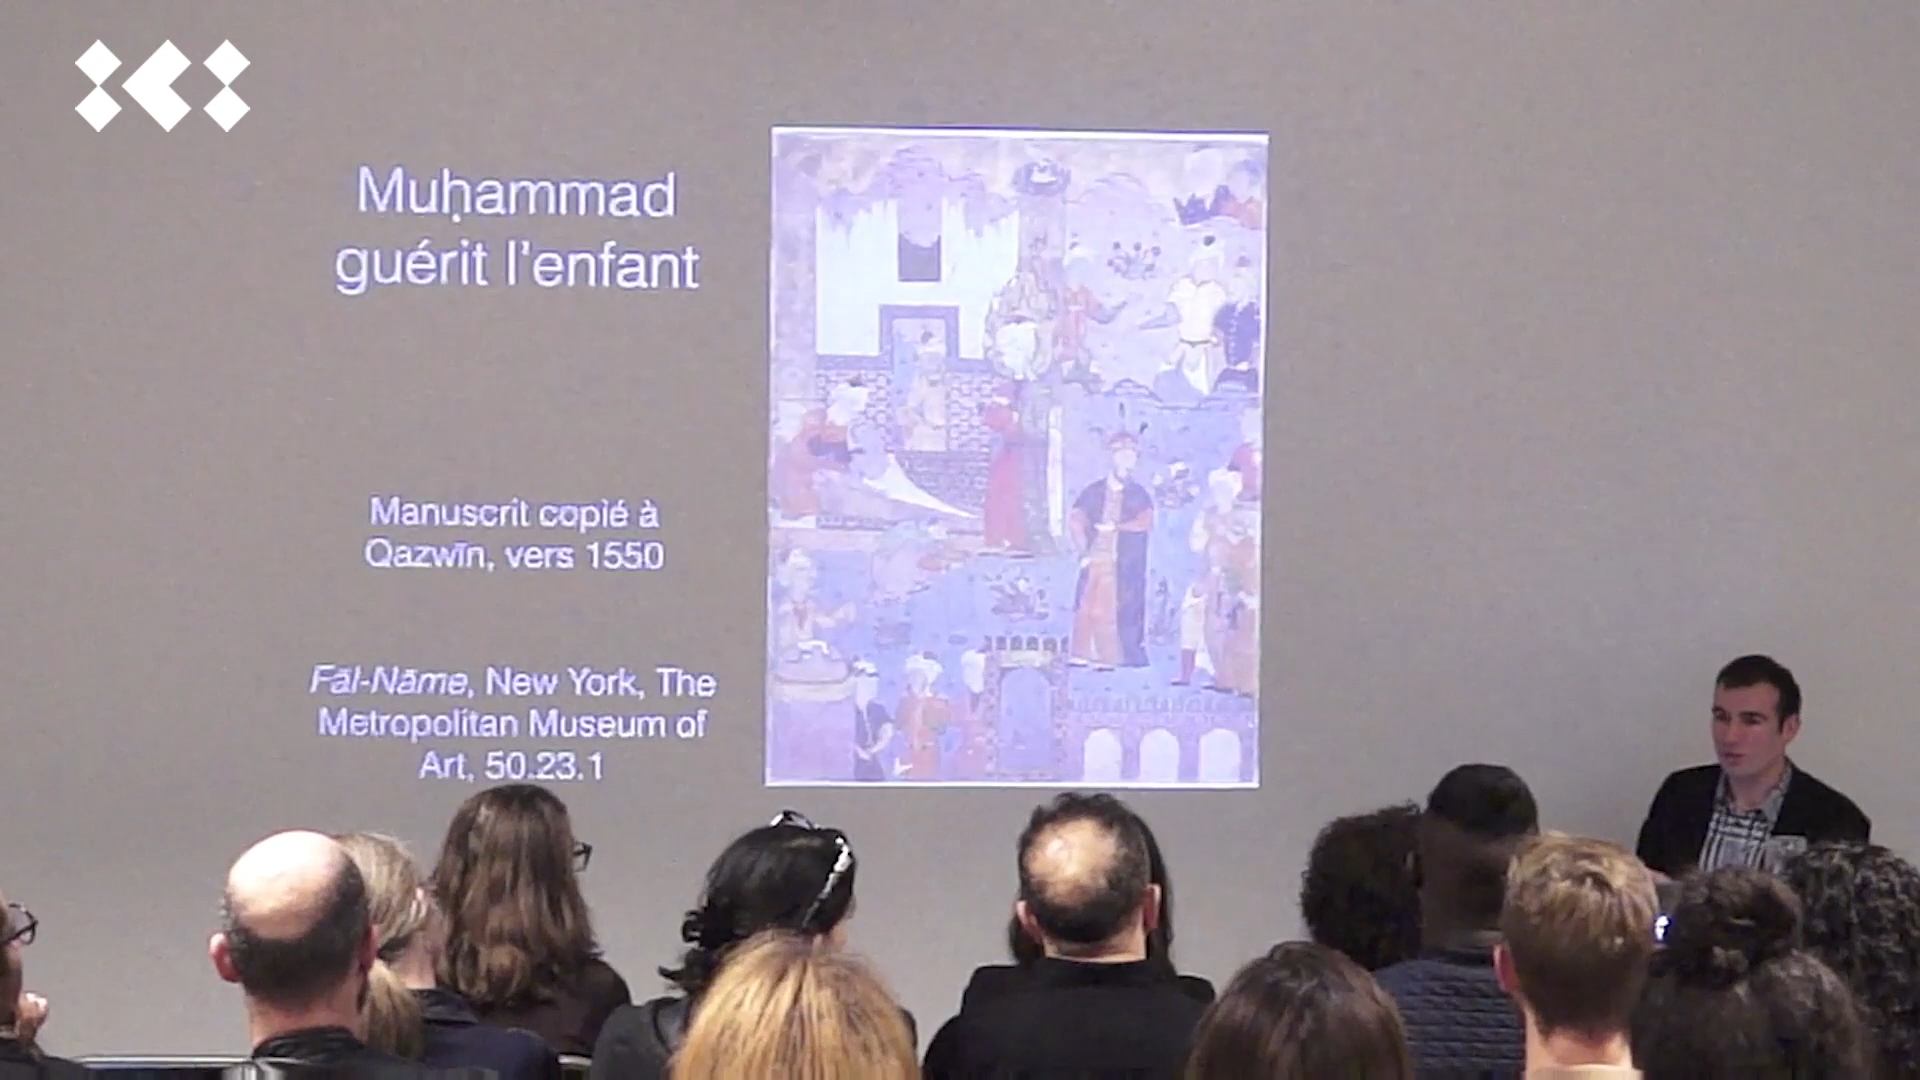 Muḥammad
guérit l'enfant
Manuscrit copié à
Qazwīn, vers 1550
Fāl-Nāme, New York, The
Metropolitan Museum of
Art, 50.23.1